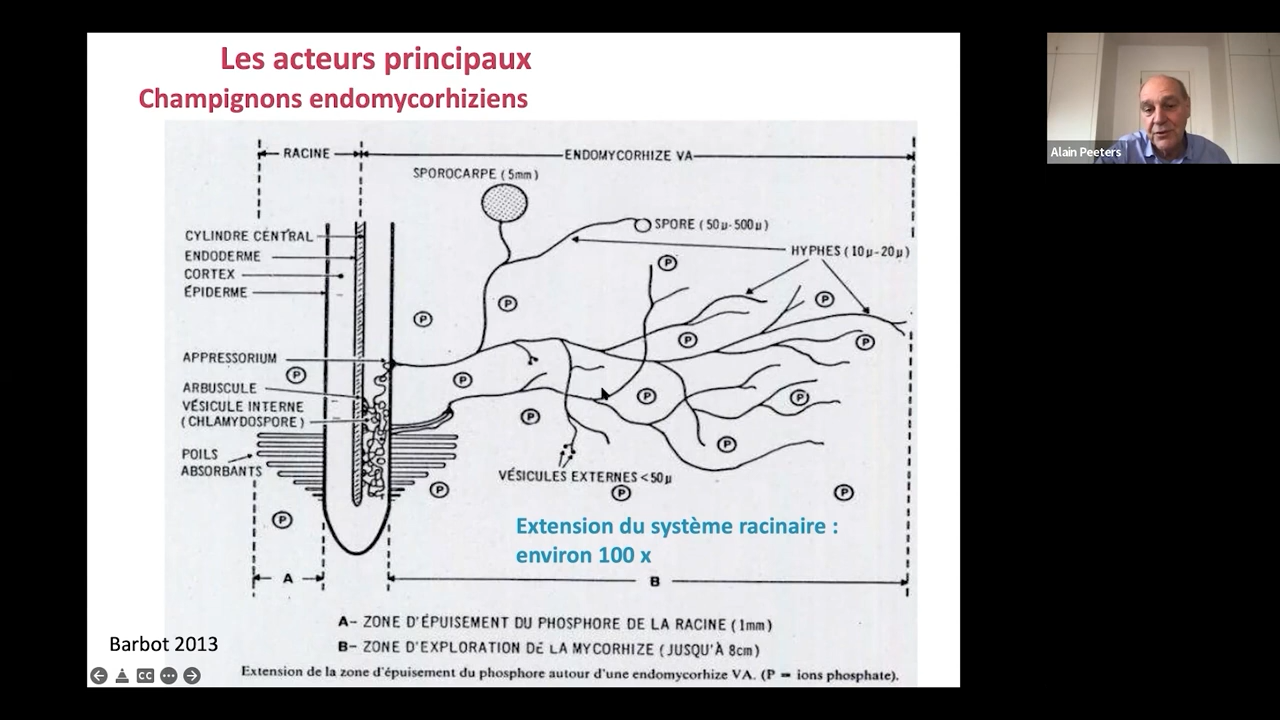 Les acteurs principaux
Champignons endomycorhiziens
Alain Peeters
RACINE
ENDOMYCORHIZE VA
SPOROCARPE (5mm)
SPORE (50µ-500µ)
CYLINDRE CENTRAL
HYPHES (10µ-20µ)
ENDODERME
CORTEX
ÉPIDERME
P
P
P
P
P
P
APPRESSORIUM
P
P
ARBUSCULE
P
P
VÉSICULE INTERNE
(CHLAMYDOSPORE)
P
P
POILS
ABSORBANTS
VÉSICULES EXTERNES <50µ
P
P
P
P
Extension du système racinaire :
environ 100 x
A
B
A- ZONE D'ÉPUISEMENT DU PHOSPHORE DE LA RACINE (1mm)
B- ZONE D'EXPLORATION DE LA MYCORHIZE (JUSQU'À 8cm)
Barbot 2013
CC
Extension de la zone d'épuisement du phosphore autour d'une endomycorhize VA. (P = ions phosphate).